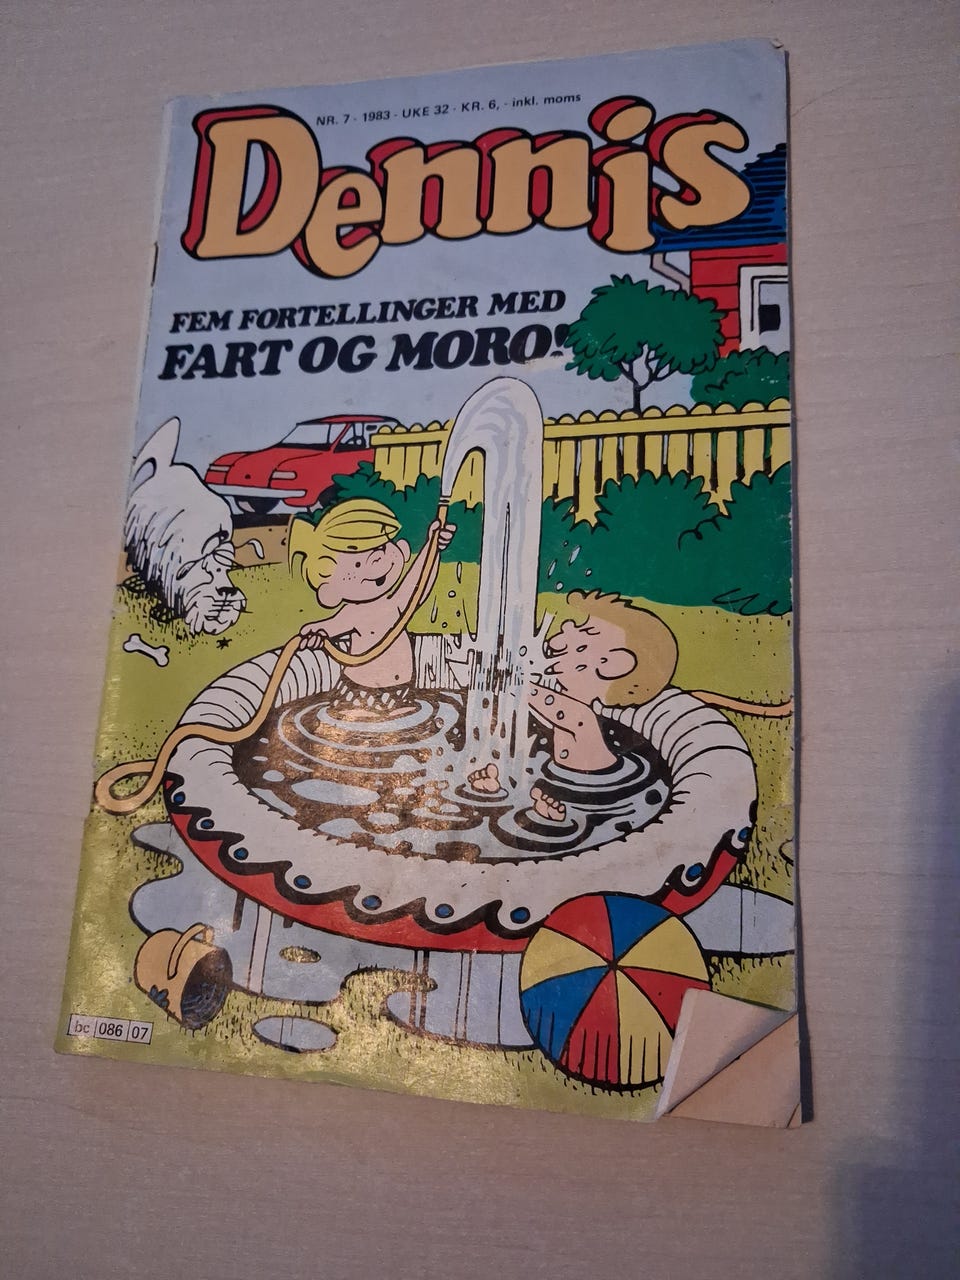 NR. 7 - 1983 - UKE 32 - KR. 6,- inkl. moms
Dennis
FEM FORTELLINGER MED
FART OG MORO!
bc 086 07